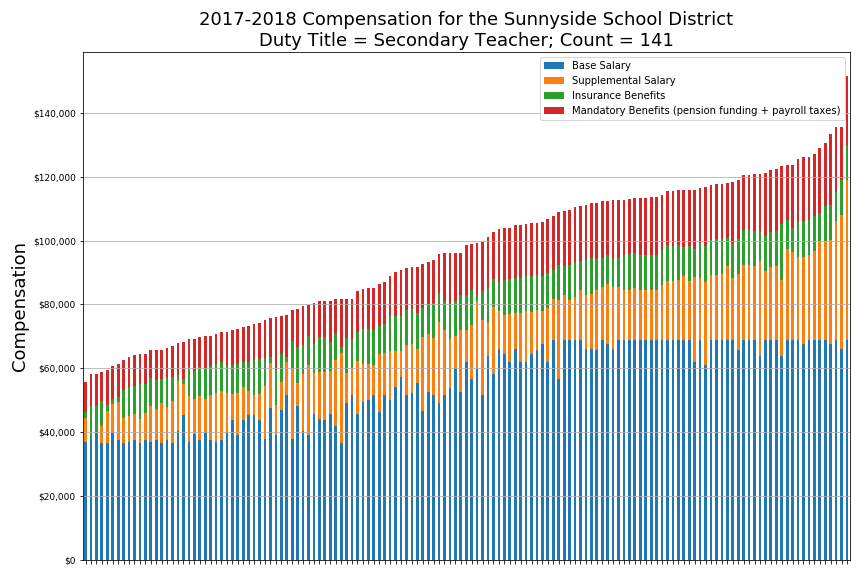 2017-2018 Compensation for the Sunnyside School District
Duty Title = Secondary Teacher; Count = 141
Base Salary
Supplemental Salary
Insurance Benefits
Mandatory Benefits (pension funding + payroll taxes)
Compensation
$140,000
$120,000
$100,000
$80,000
$60,000
$40,000
$20,000
$0